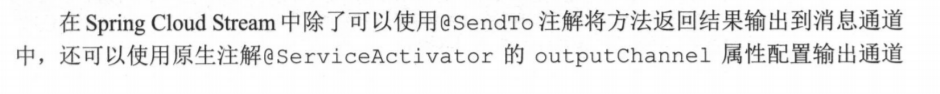 在 Spring Cloud Stream 中除了可以使用@SendTo 注解将方法返回结果输出到消息通道
中，还可以使用原生注解@ServiceActivator 的 outputChannel 属性配置输出通道